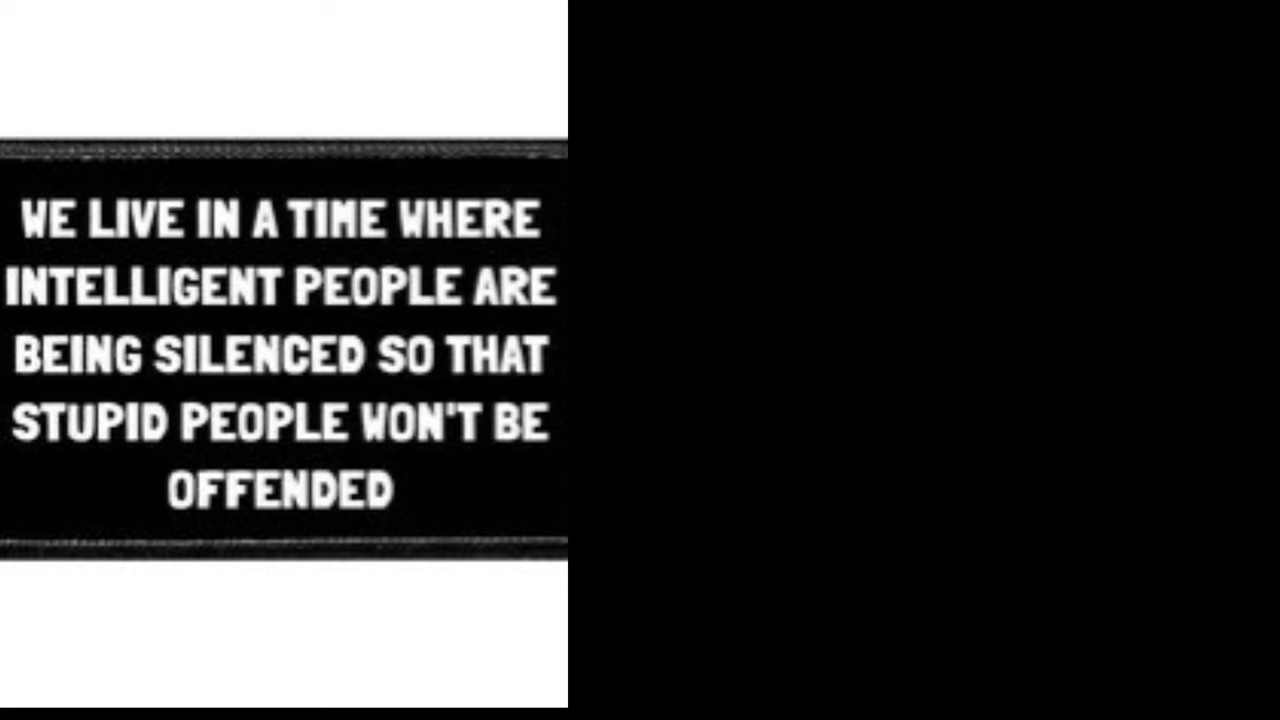 WE LIVE IN A TIME WHERE
INTELLIGENT PEOPLE ARE
BEING SILENCED SO THAT
STUPID PEOPLE WON'T BE
OFFENDED